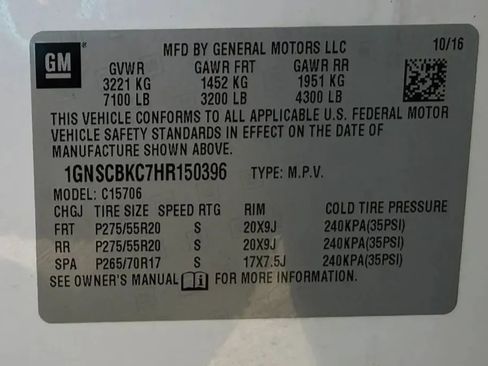 GM ® MFD BY GENERAL MOTORS LLC 10/16
GVWR GAWR FRT GAWR RR
3221 KG 1452 KG 1951 KG
7100 LB 3200 LB 4300 LB
THIS VEHICLE CONFORMS TO ALL APPLICABLE U.S. FEDERAL MOTOR
VEHICLE SAFETY STANDARDS IN EFFECT ON THE DATE OF
MANUFACTURE SHOWN ABOVE.
1GNSCBKC7HR150396 TYPE: M.P.V.
MODEL: C15706
CHGJ TIRE SIZE SPEED RTG RIM COLD TIRE PRESSURE
FRT P275/55R20 S 20X9J 240KPA(35PSI)
RR P275/55R20 S 20X9J 240KPA(35PSI)
SPA P265/70R17 S 17X7.5J 240KPA(35PSI)
SEE OWNER'S MANUAL FOR MORE INFORMATION.